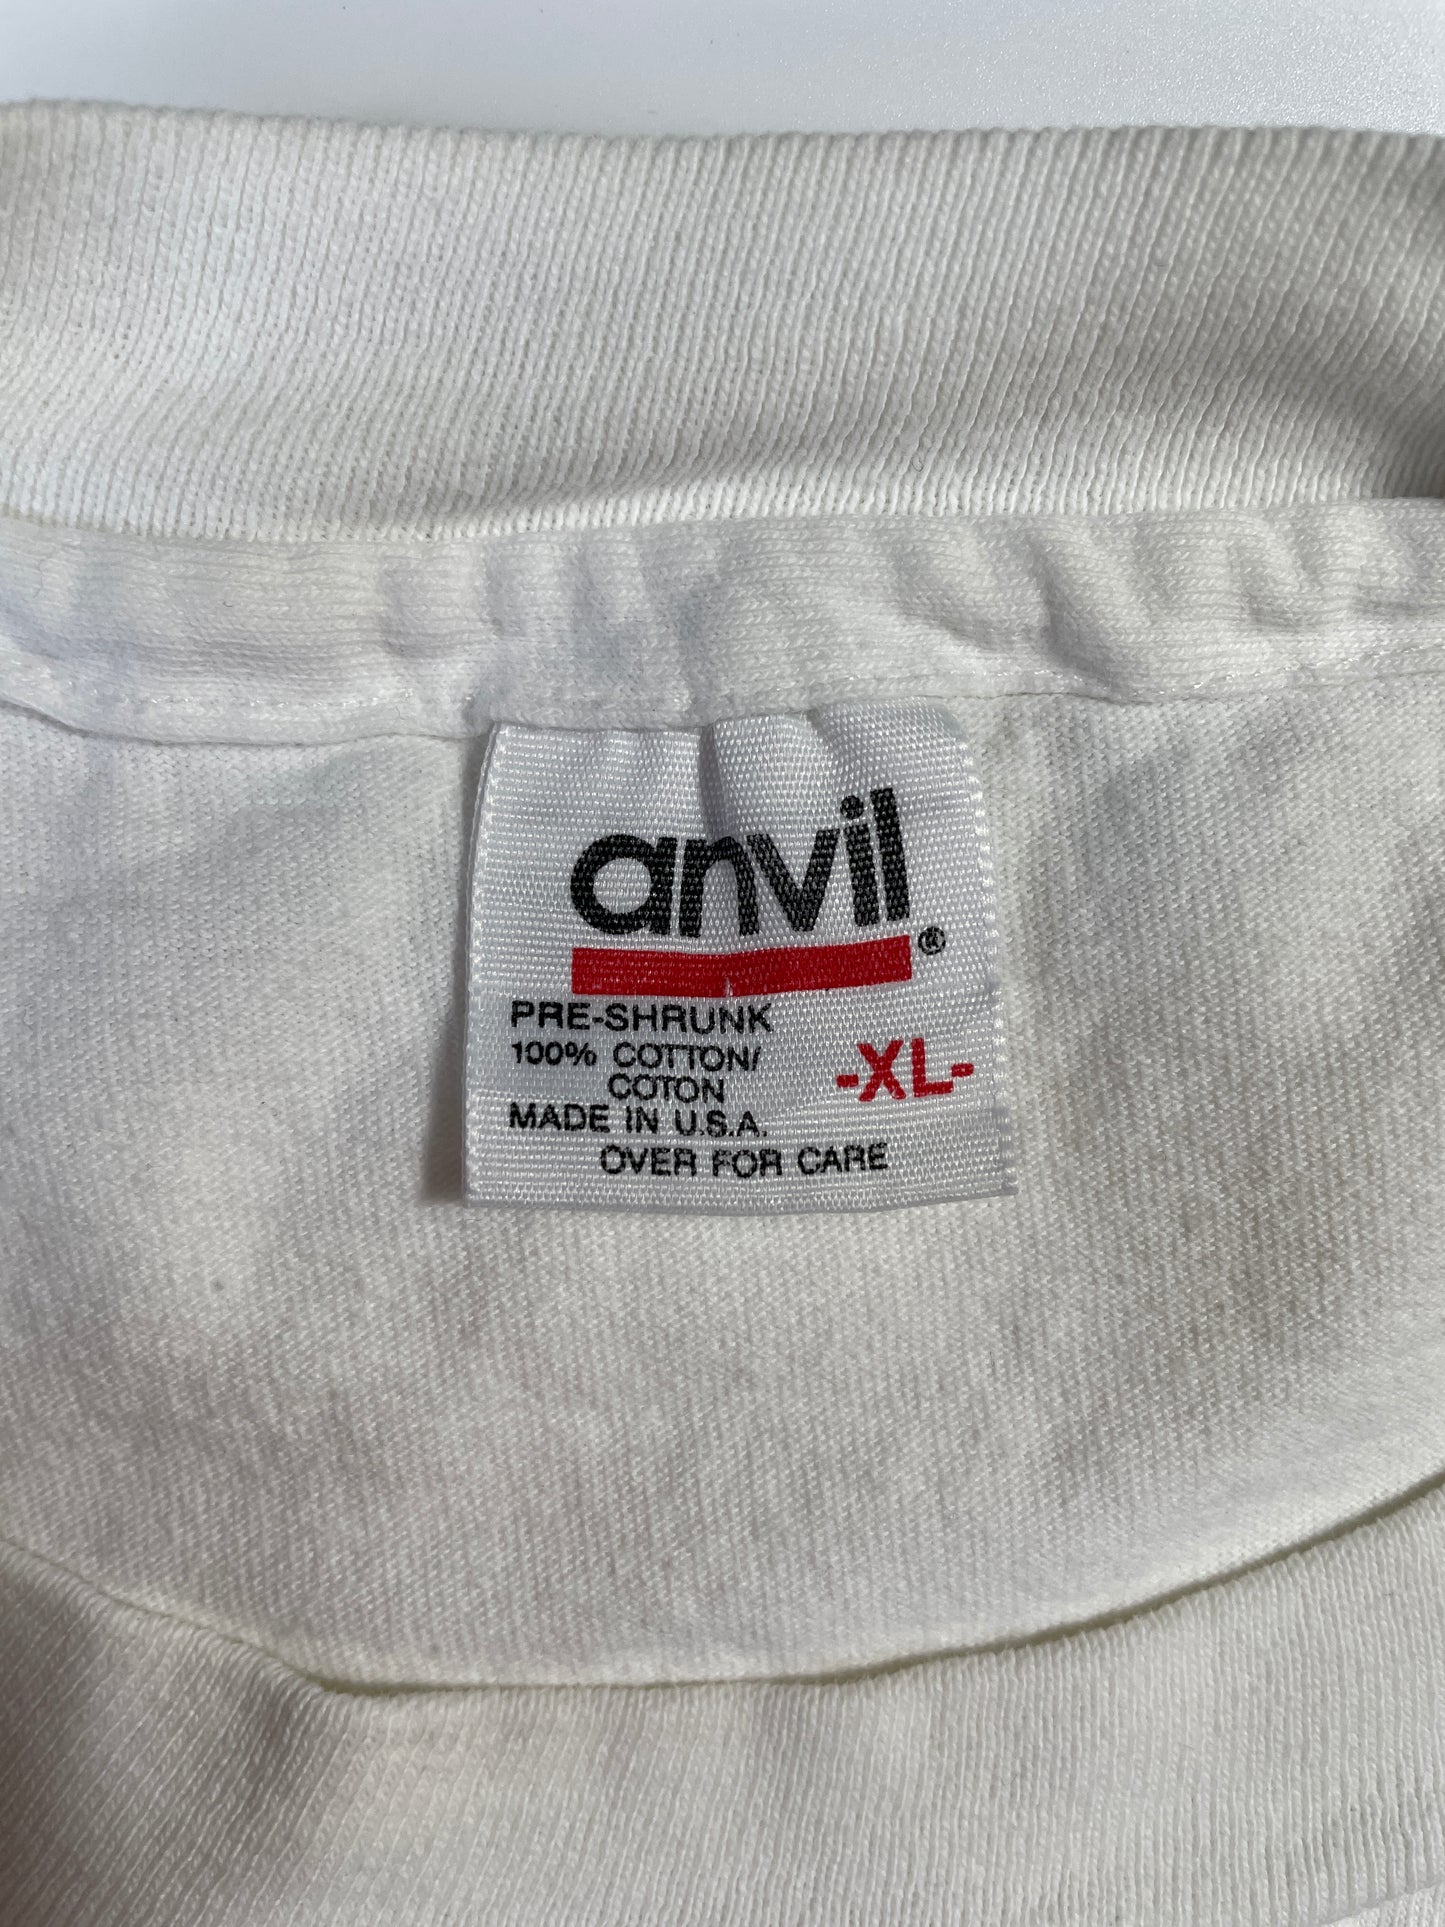 anvil®
PRE-SHRUNK
100% COTTON/
COTON
-XL-
MADE IN U.S.A.
OVER FOR CARE